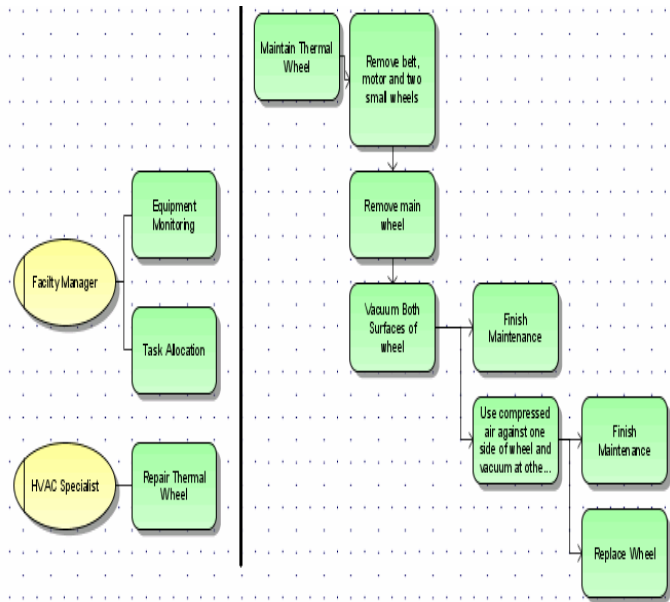 Maintain Thermal
Wheel
Remove belt,
motor and two
small wheels
Equipment
Monitoring
Remove main
wheel
Facilty Manager
Task Allocation
Vacuum Both
Surfaces of
wheel
Finish
Maintenance
HVAC Specialist
Repair Thermal
Wheel
Use compressed
air against one
side of wheel and
vacuum at othe...
Finish
Maintenance
Replace Wheel